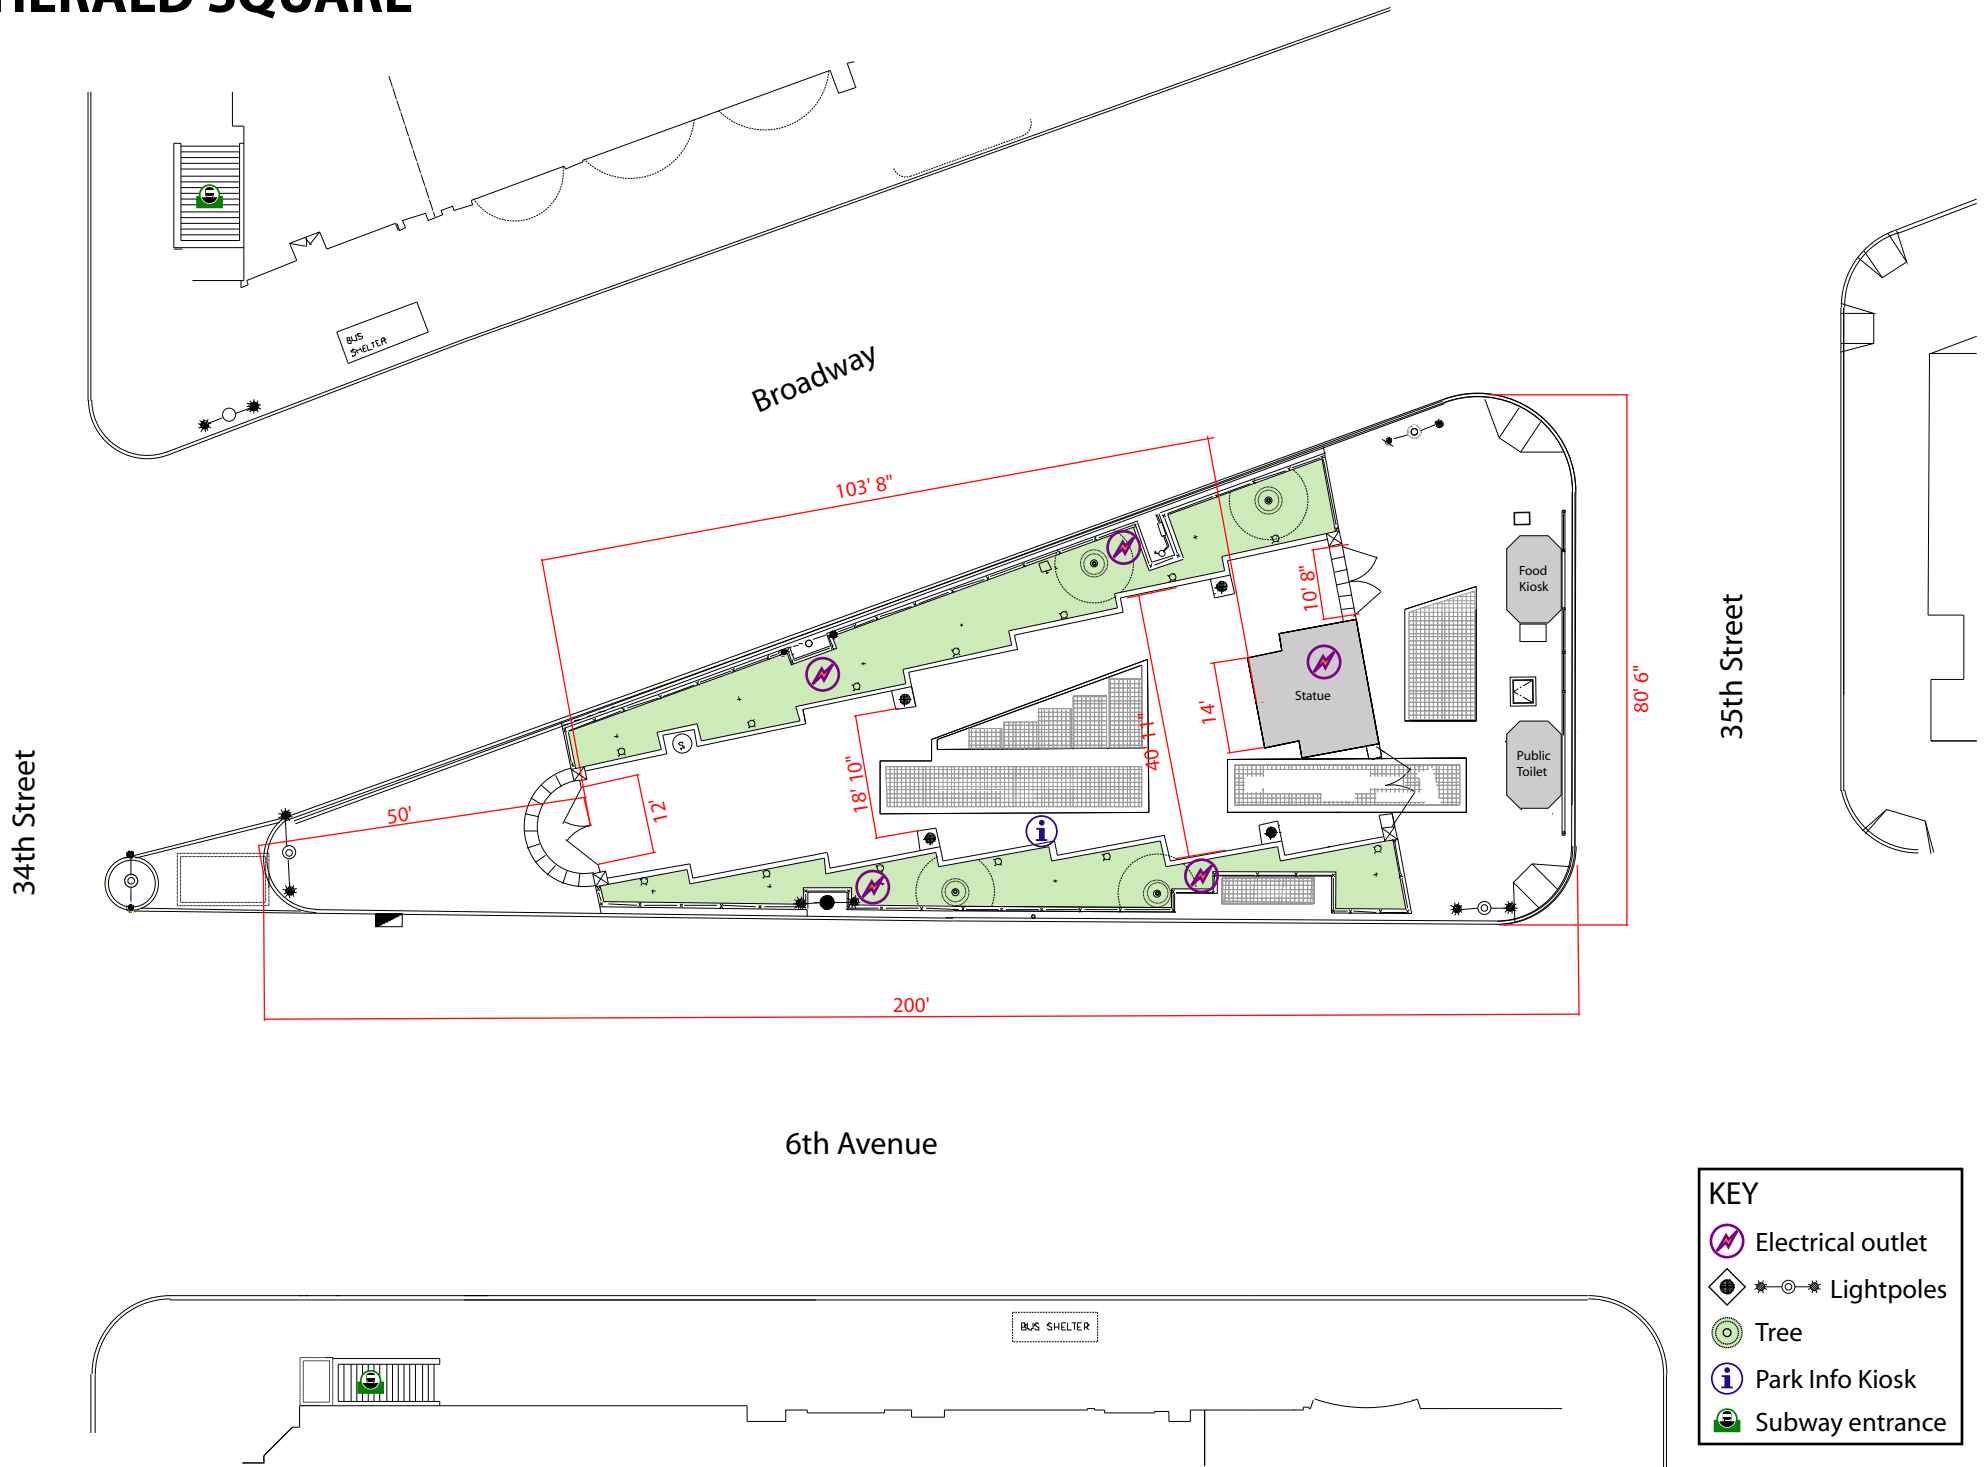 HERALD SQUARE
BUS
SHELTER
Broadway
103' 8"
10' 8"
Food
Kiosk
Statue
14'
40' 11"
18' 10"
12'
50'
S
Public
Toilet
80' 6"
35th Street
34th Street
200'
6th Avenue
BUS SHELTER
KEY
Electrical outlet
Lightpoles
Tree
i
Park Info Kiosk
Subway entrance